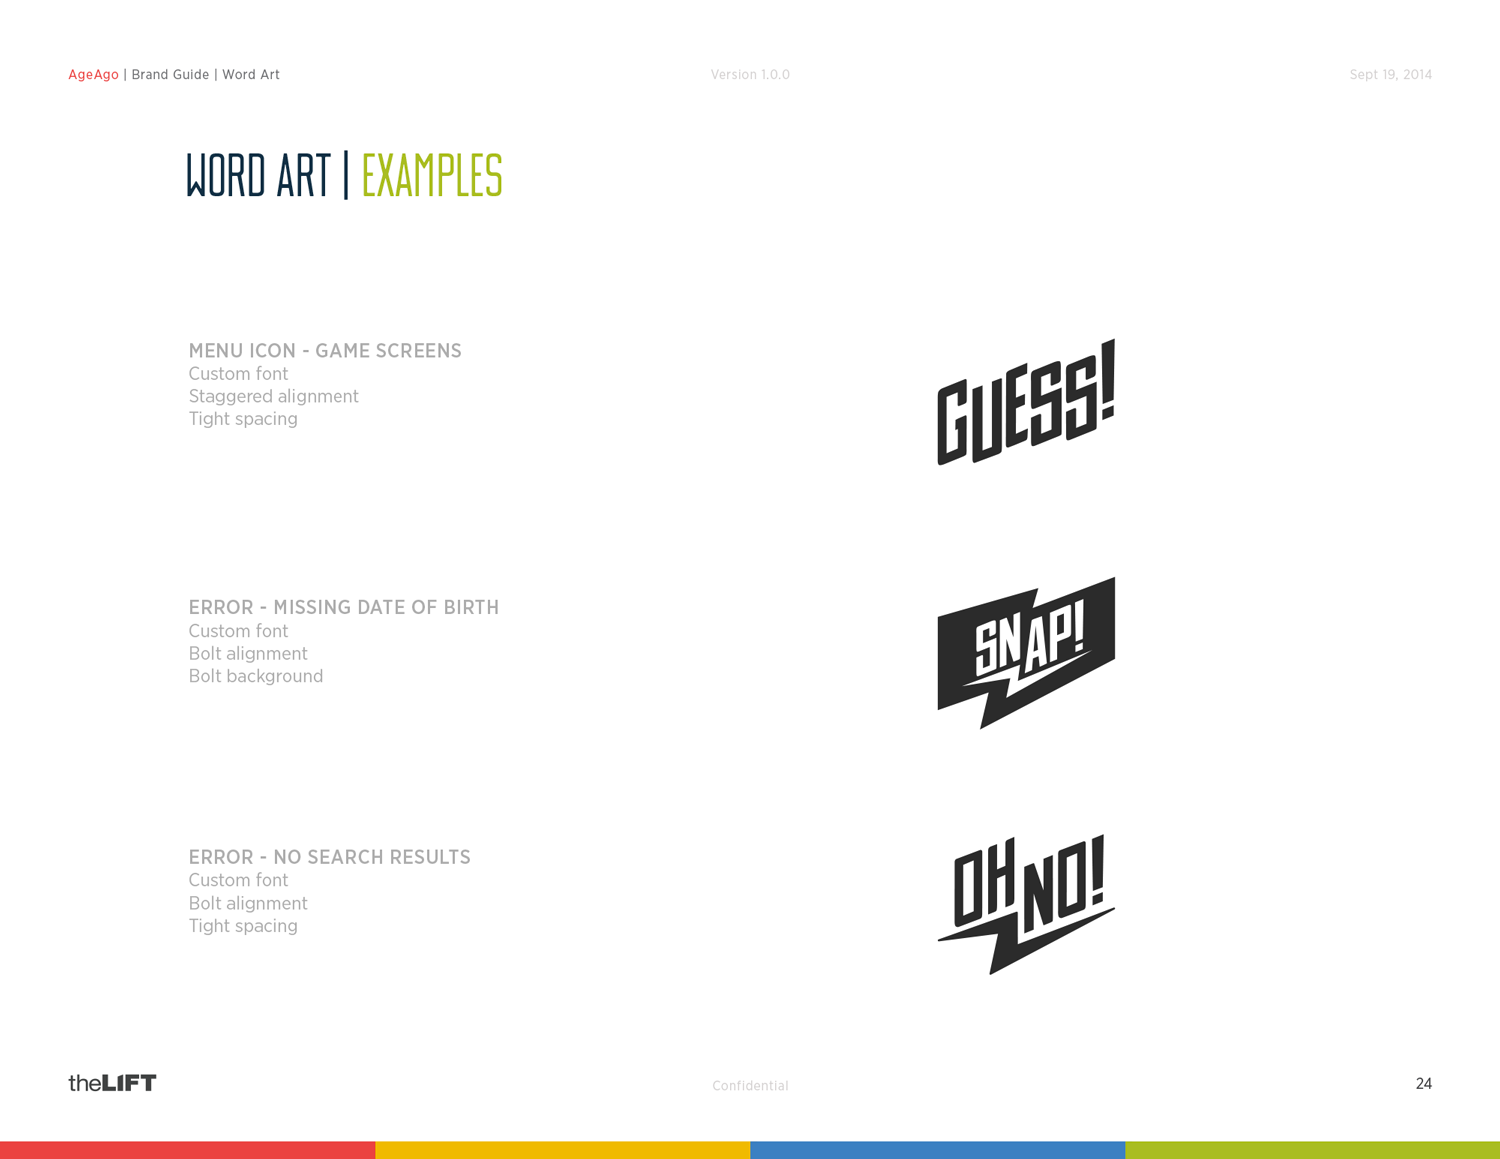 AgeAgo | Brand Guide | Word Art
Version 1.0.0
Sept 19, 2014
WORD ART | EXAMPLES
MENU ICON - GAME SCREENS
Custom font
Staggered alignment
Tight spacing
GUESS!
ERROR - MISSING DATE OF BIRTH
Custom font
Bolt alignment
Bolt background
SNAP!
ERROR - NO SEARCH RESULTS
Custom font
Bolt alignment
Tight spacing
OH NO!
theLIFT
Confidential
24